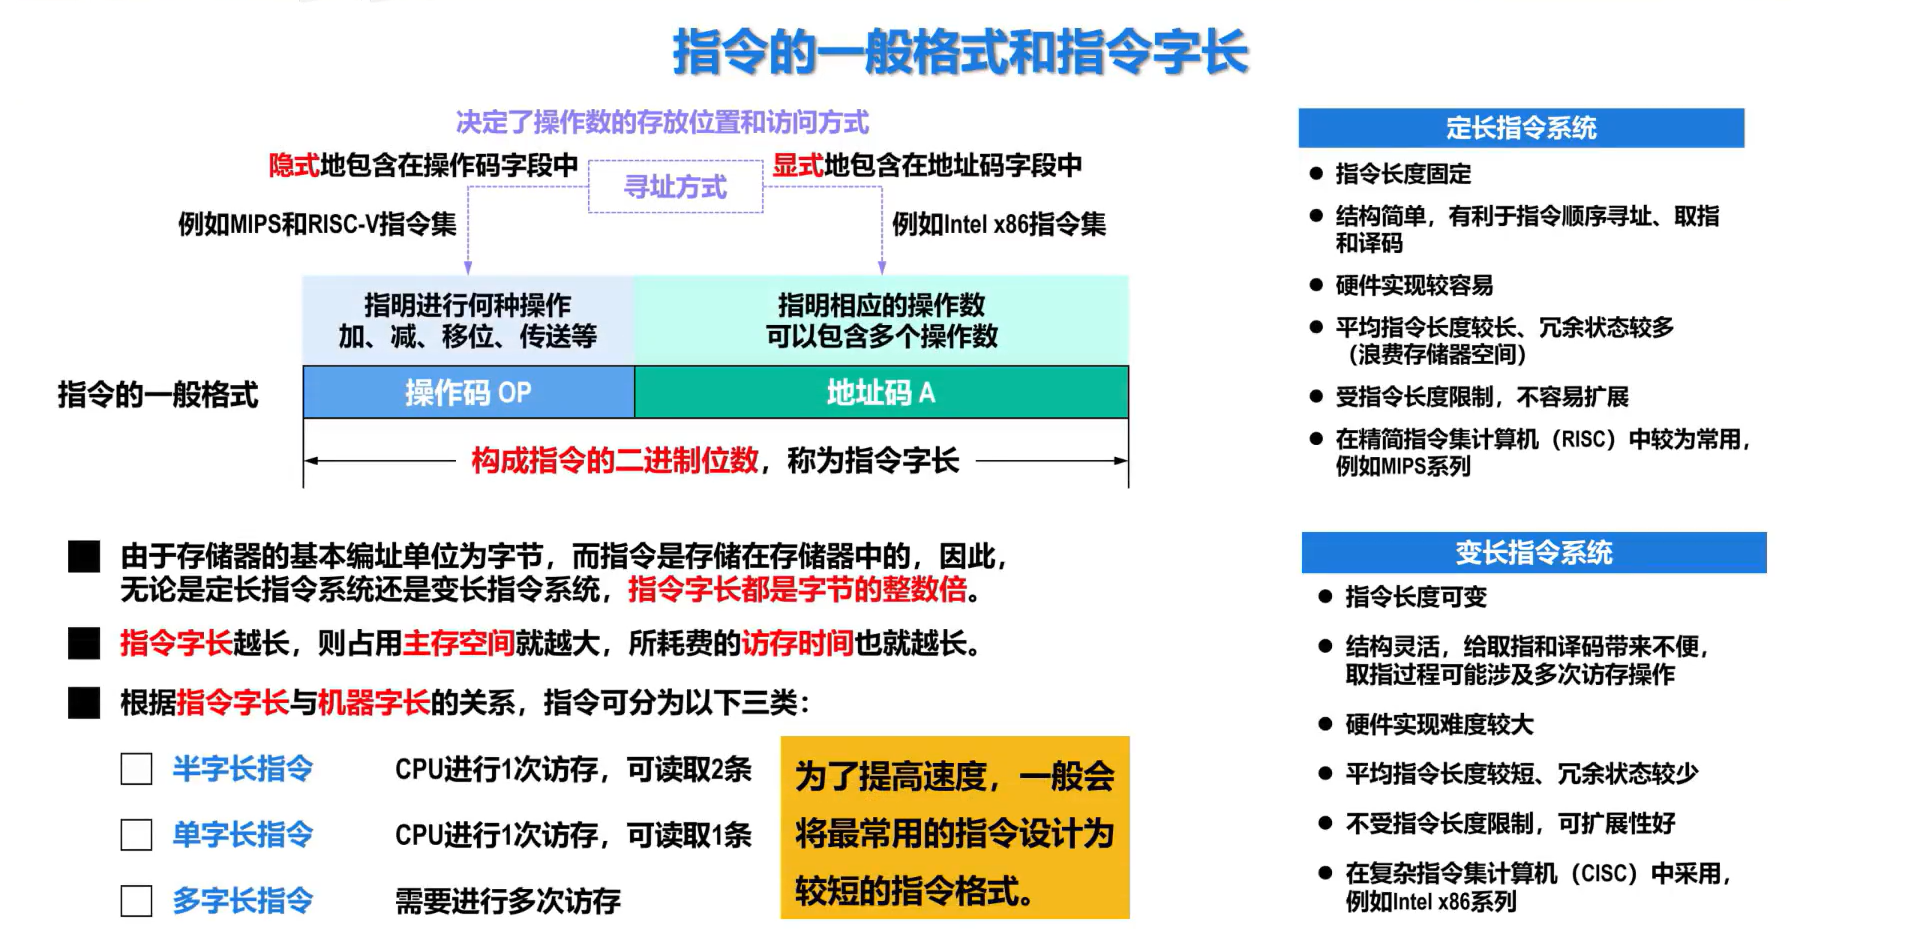 指令的一般格式和指令字长
决定了操作数的存放位置和访问方式
隐式地包含在操作码字段中
寻址方式
显式地包含在地址码字段中
例如MIPS和RISC-V指令集
例如Intel x86指令集
指明进行何种操作
加、减、移位、传送等
指明相应的操作数
可以包含多个操作数
指令的一般格式
操作码 OP
地址码 A
构成指令的二进制位数，称为指令字长
由于存储器的基本编址单位为字节，而指令是存储在存储器中的，因此，
无论是定长指令系统还是变长指令系统，指令字长都是字节的整数倍。
指令字长越长，则占用主存空间就越大，所耗费的访存时间也就越长。
根据指令字长与机器字长的关系，指令可分为以下三类：
半字长指令 CPU进行1次访存，可读取2条
单字长指令 CPU进行1次访存，可读取1条
多字长指令 需要进行多次访存
为了提高速度，一般会
将最常用的指令设计为
较短的指令格式。
定长指令系统
● 指令长度固定
● 结构简单，有利于指令顺序寻址、取指
和译码
● 硬件实现较容易
● 平均指令长度较长、冗余状态较多
（浪费存储器空间）
● 受指令长度限制，不容易扩展
● 在精简指令集计算机（RISC）中较为常用，
例如MIPS系列
变长指令系统
● 指令长度可变
● 结构灵活，给取指和译码带来不便，
取指过程可能涉及多次访存操作
● 硬件实现难度较大
● 平均指令长度较短、冗余状态较少
● 不受指令长度限制，可扩展性好
● 在复杂指令集计算机（CISC）中采用，
例如Intel x86系列